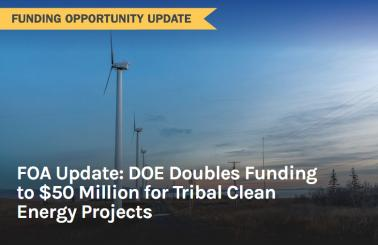 FUNDING OPPORTUNITY UPDATE
FOA Update: DOE Doubles Funding
to $50 Million for Tribal Clean
Energy Projects